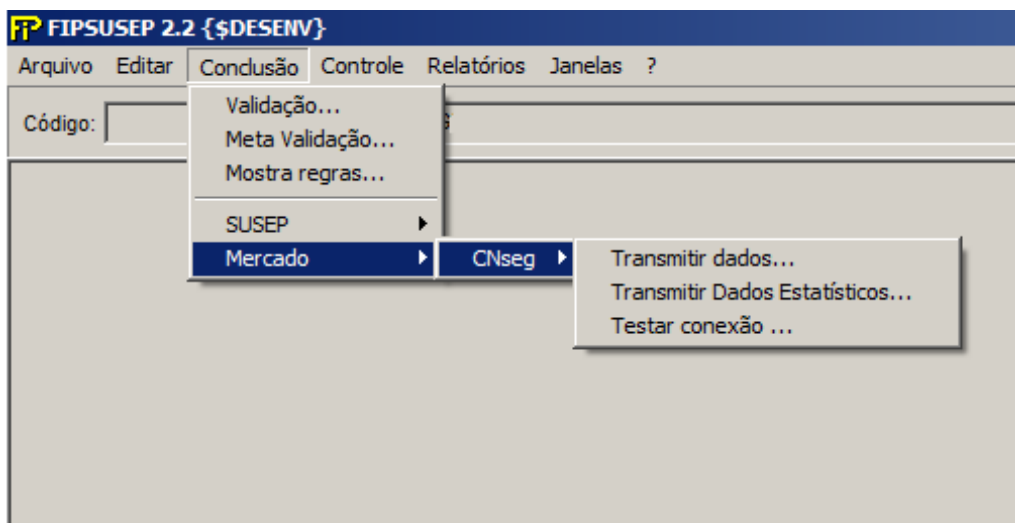 FiP FIPSUSEP 2.2 {$DESENV}
Arquivo Editar Conclusão Controle Relatórios Janelas ?
Código:
Validação...
Meta Validação...
Mostra regras...
SUSEP
Mercado
CNseg
Transmitir dados...
Transmitir Dados Estatísticos...
Testar conexão ...